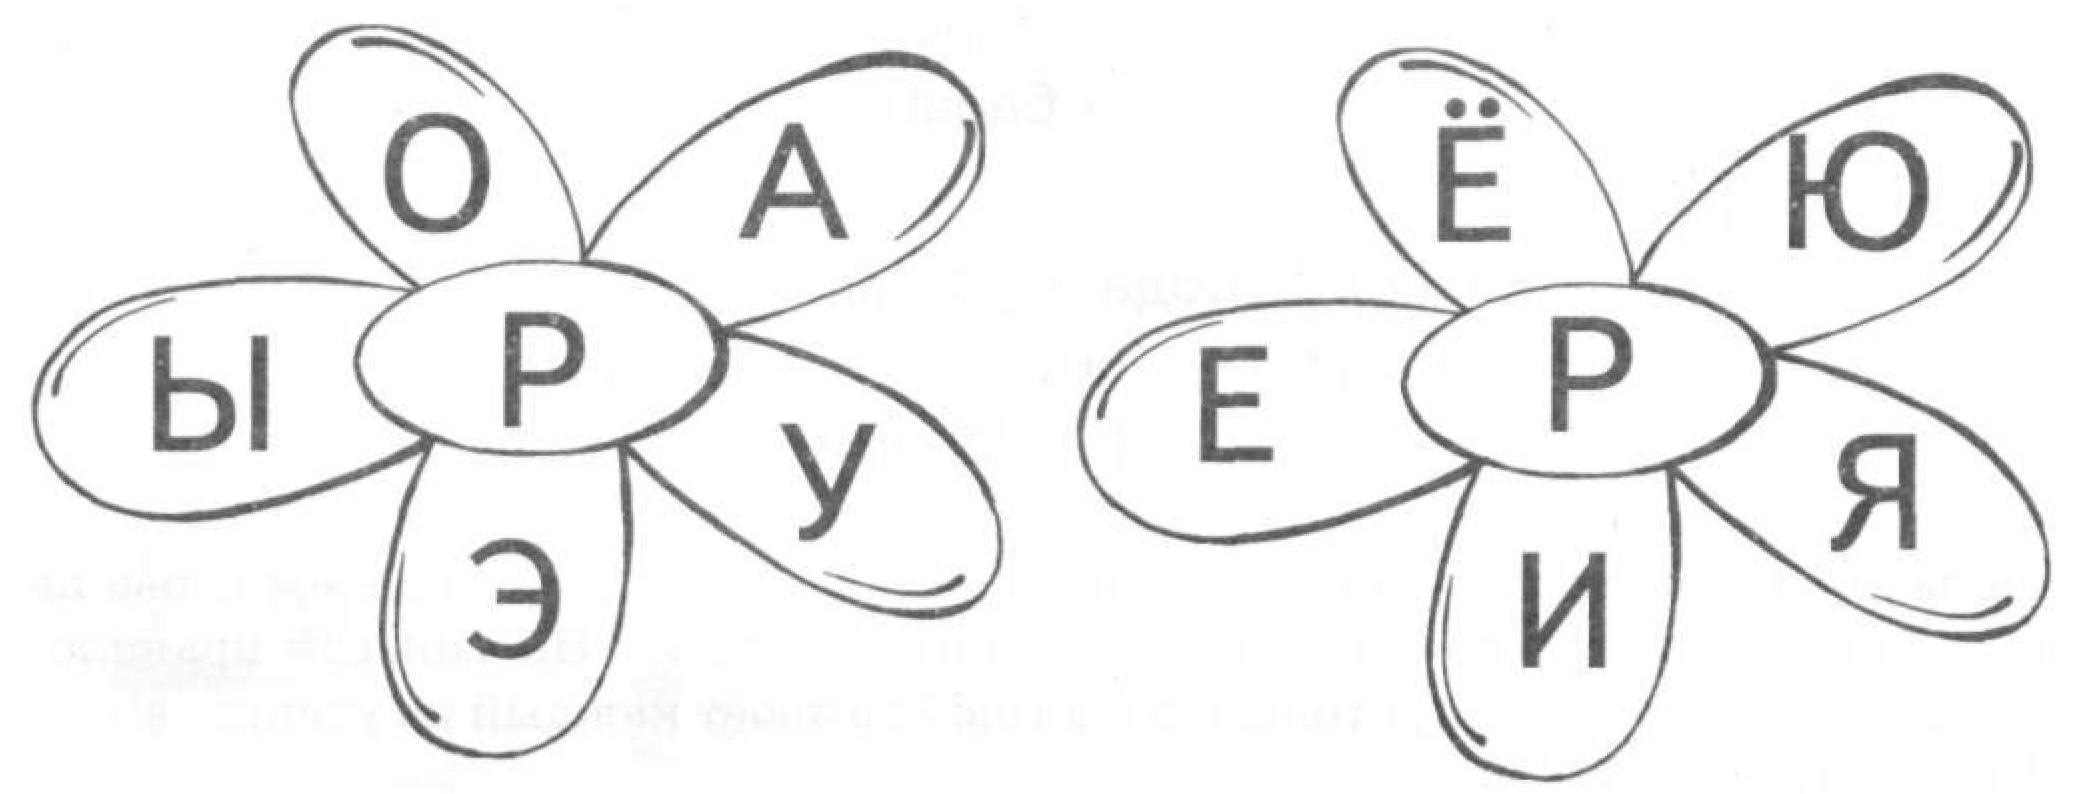 О А
Ы Р У
Э
Ё Ю
Е Р Я
И